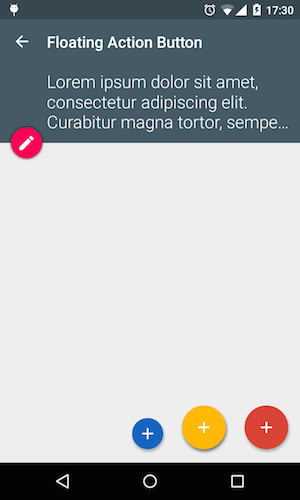 17:30
Floating Action Button
Lorem ipsum dolor sit amet,
consectetur adipiscing elit.
Curabitur magna tortor, sempe...